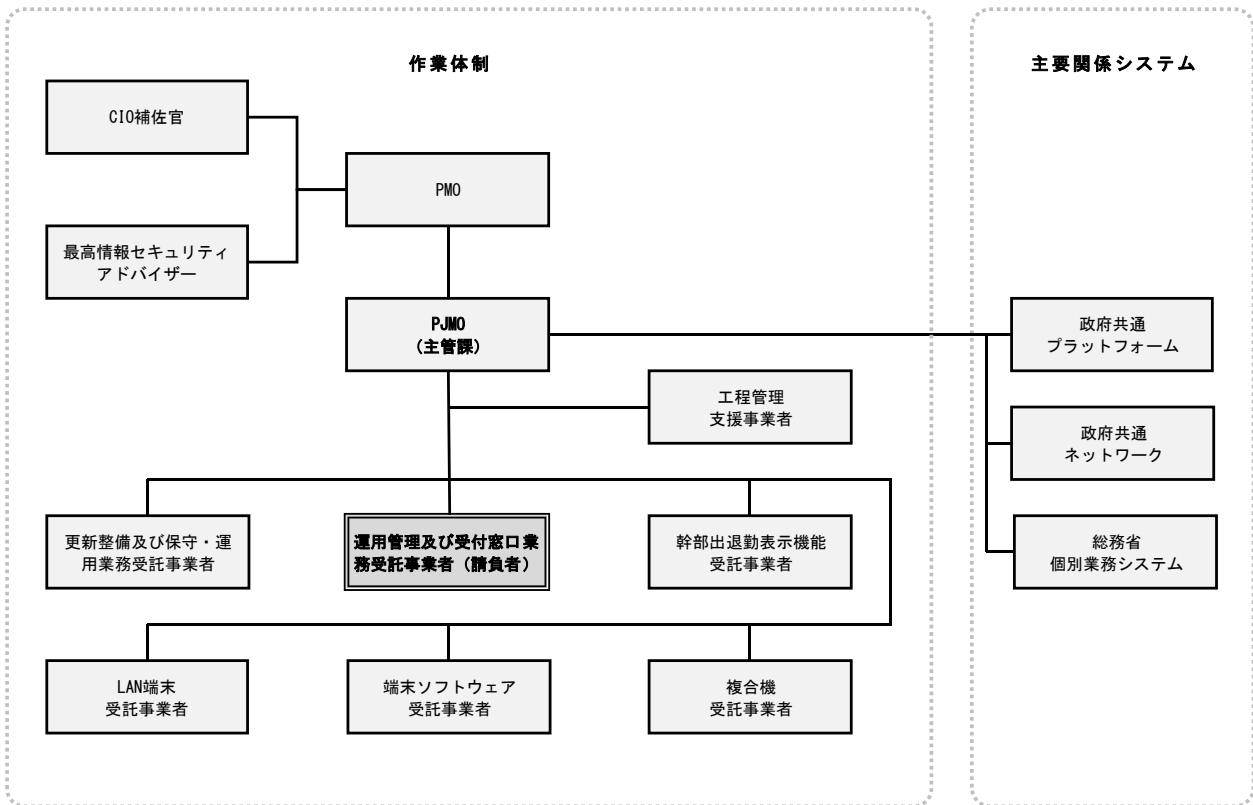 作業体制
主要関係システム
CIO補佐官
PMO
最高情報セキュリティ
アドバイザー
PJMO
（主管課）
政府共通
プラットフォーム
工程管理
支援事業者
政府共通
ネットワーク
更新整備及び保守・運
用業務受託事業者
運用管理及び受付窓口業
務受託事業者（請負者）
幹部出退勤表示機能
受託事業者
総務省
個別業務システム
LAN端末
受託事業者
端末ソフトウェア
受託事業者
複合機
受託事業者